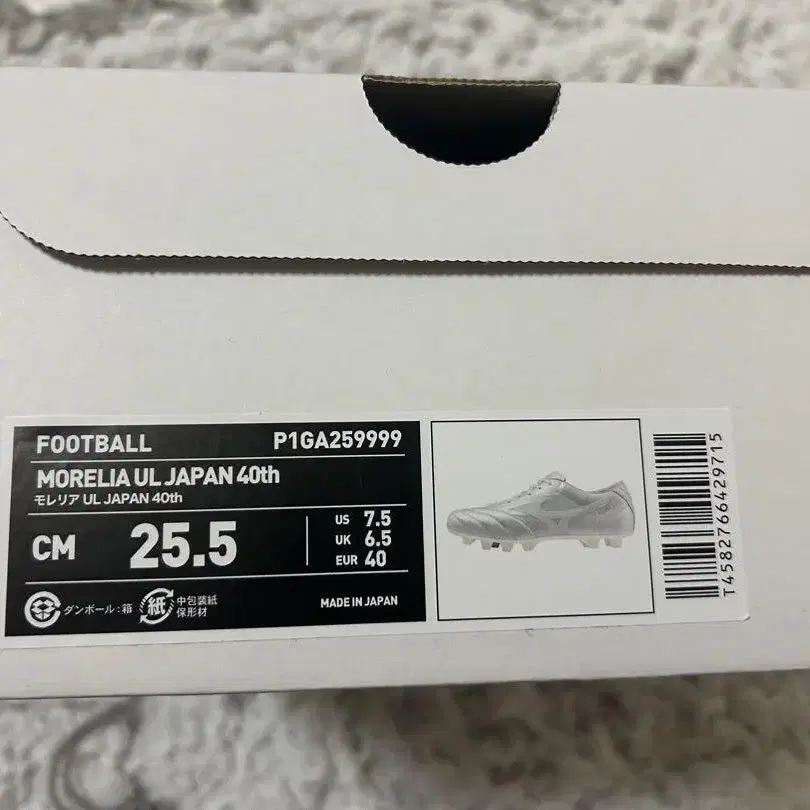 FOOTBALL P1GA259999
MORELIA UL JAPAN 40th
モレリア UL JAPAN 40th
CM 25.5
US 7.5
UK 6.5
EUR 40
ダンボール : 箱
紙 中包装紙
保形材
MADE IN JAPAN
T4582766429715